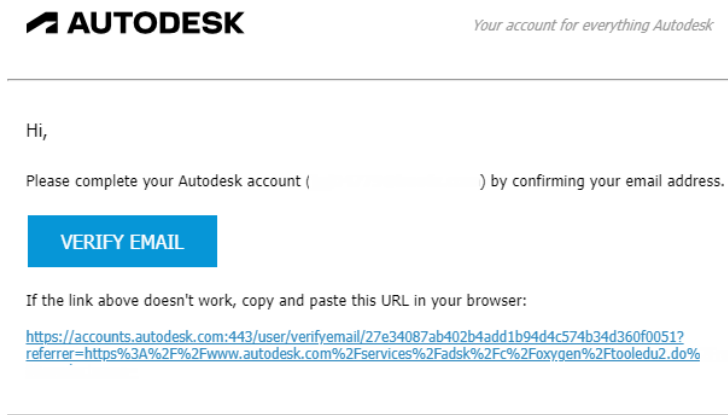 AUTODESK
Your account for everything Autodesk
Hi,
Please complete your Autodesk account ( ) by confirming your email address.
VERIFY EMAIL
If the link above doesn't work, copy and paste this URL in your browser:
https://accounts.autodesk.com:443/user/verifyemail/27e34087ab402b4add1b94d4c574b34d360f0051?
referrer=https%3A%2F%2Fwww.autodesk.com%2Fservices%2Fadsk%2Fc%2Foxygen%2Ftooledu2.do%